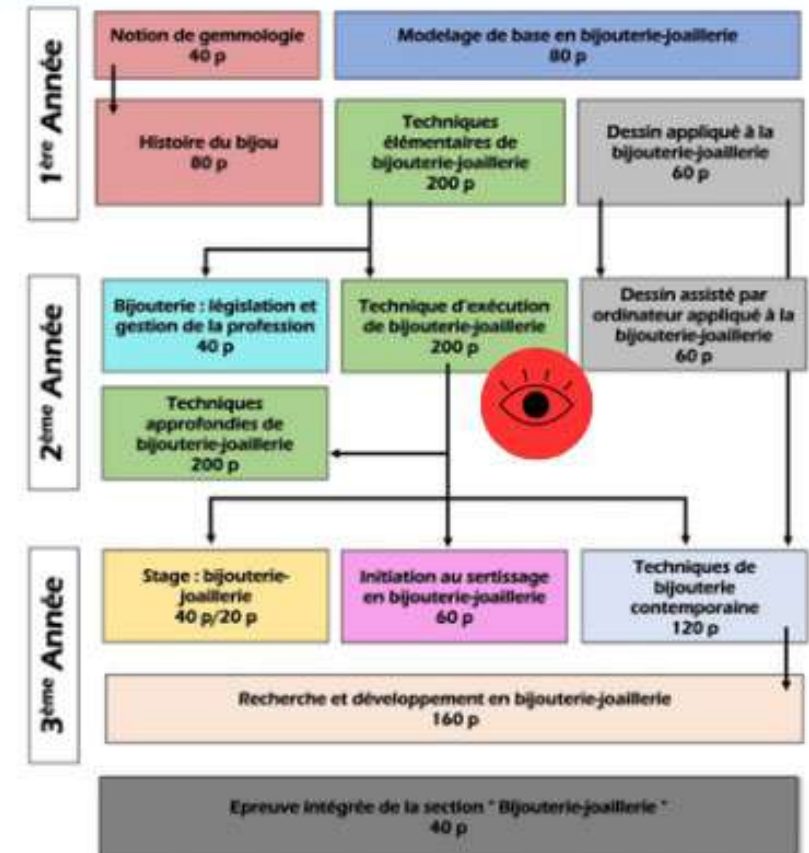 1ère Année
Notion de gemmologie
40 p
Modelage de base en bijouterie-joaillerie
80 p
Histoire du bijou
80 p
Techniques
élémentaires de
bijouterie-joaillerie
200 p
Dessin appliqué à la
bijouterie-joaillerie
60 p
2ème Année
Bijouterie : législation et
gestion de la profession
40 p
Technique d'exécution
de bijouterie-joaillerie
200 p
Dessin assisté par
ordinateur appliqué à la
bijouterie-joaillerie
60 p
Techniques
approfondies de
bijouterie-joaillerie
200 p
3ème Année
Stage : bijouterie-
joaillerie
40 p/20 p
Initiation au sertissage
en bijouterie-joaillerie
60 p
Techniques de
bijouterie
contemporaine
120 p
Recherche et développement en bijouterie-joaillerie
160 p
Epreuve intégrée de la section " Bijouterie-joaillerie "
40 p